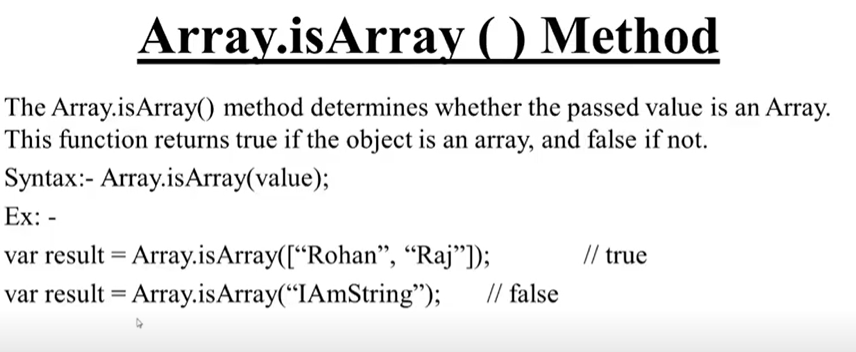 Array.isArray ( ) Method
The Array.isArray() method determines whether the passed value is an Array.
This function returns true if the object is an array, and false if not.
Syntax:- Array.isArray(value);
Ex: -
var result = Array.isArray([“Rohan”, “Raj”]); // true
var result = Array.isArray(“IAmString”); // false